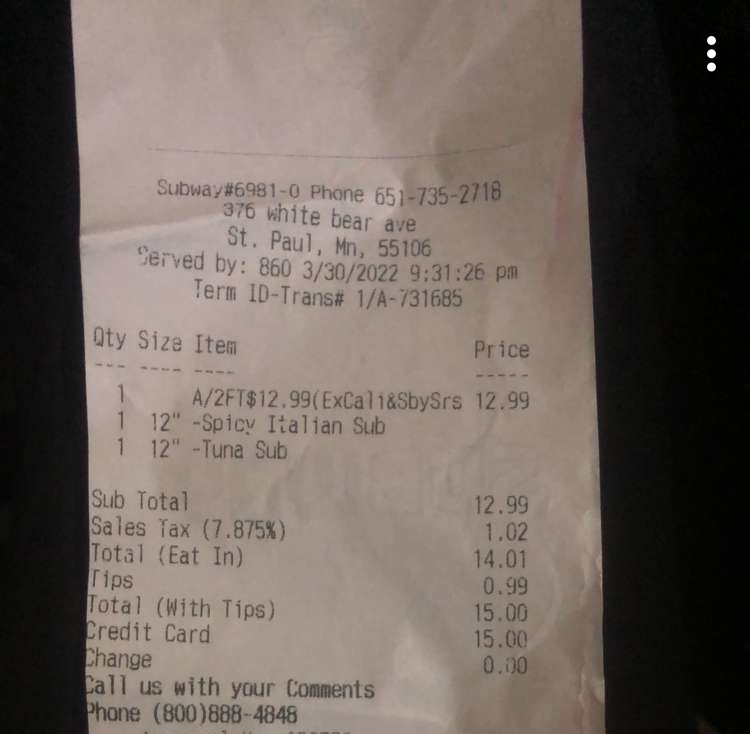 Subway#6981-0 Phone 651-735-2718
376 white bear ave
St. Paul, Mn, 55106
Served by: 860 3/30/2022 9:31:26 pm
Term ID-Trans# 1/A-731685
Qty Size Item Price
--- ---- ---- -----
1 A/2FT$12.99(ExCali&SbySrs 12.99
1 12" -Spicy Italian Sub
1 12" -Tuna Sub
Sub Total 12.99
Sales Tax (7.875%) 1.02
Total (Eat In) 14.01
Tips 0.99
Total (With Tips) 15.00
Credit Card 15.00
Change 0.00
Call us with your Comments
Phone (800)888-4848